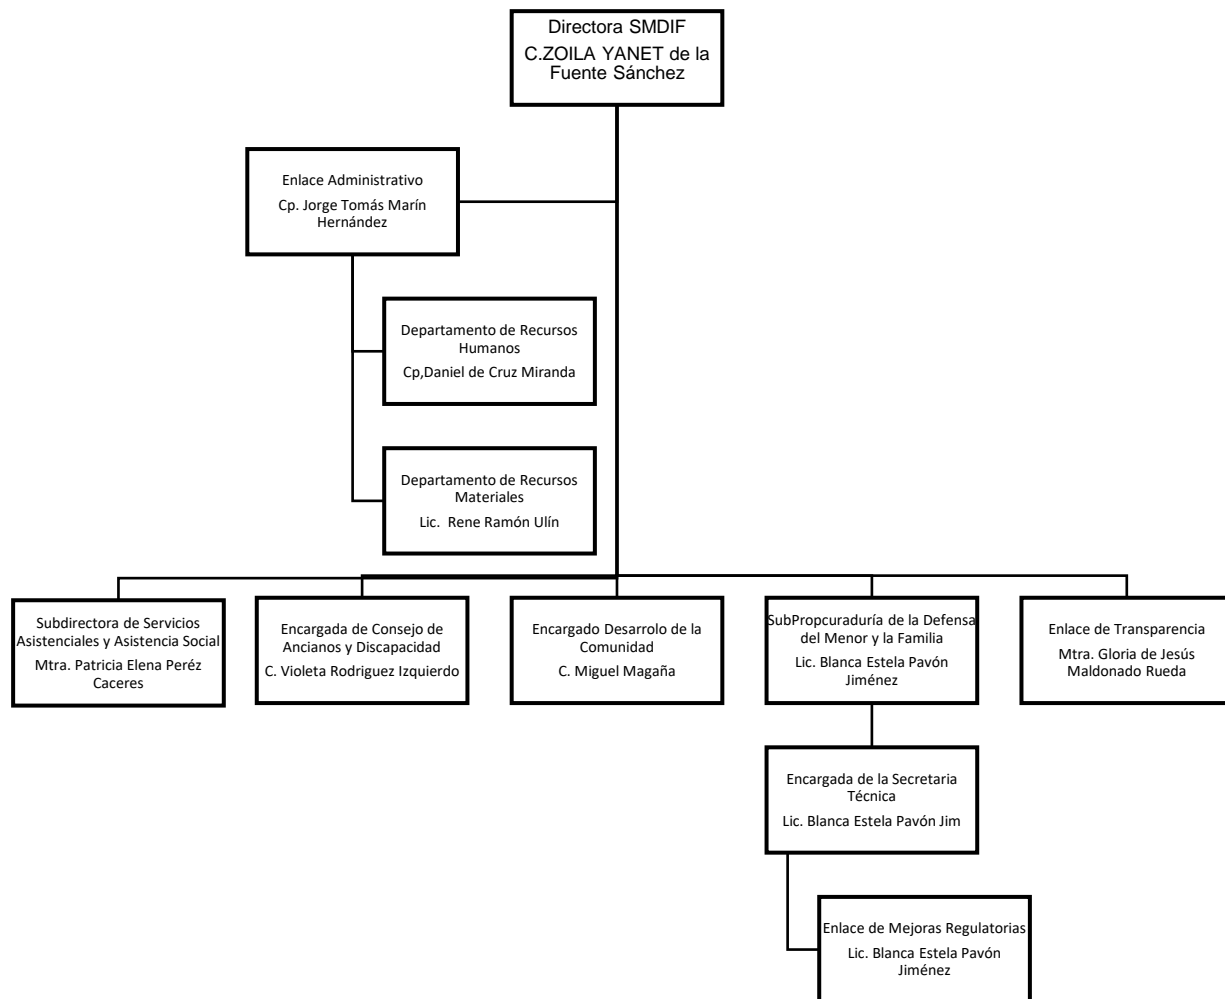 Directora SMDIF
C.ZOILA YANET de la
Fuente Sánchez
Enlace Administrativo
Cp. Jorge Tomás Marín
Hernández
Departamento de Recursos
Humanos
Cp,Daniel de Cruz Miranda
Departamento de Recursos
Materiales
Lic.  Rene Ramón Ulín
Subdirectora de Servicios
Asistenciales y Asistencia Social
Mtra. Patricia Elena Peréz
Caceres
Encargada de Consejo de
Ancianos y Discapacidad
C. Violeta Rodriguez Izquierdo
Encargado Desarrolo de la
Comunidad
C. Miguel Magaña
SubPropcuraduría de la Defensa
del Menor y la Familia
Lic. Blanca Estela Pavón
Jiménez
Enlace de Transparencia
Mtra. Gloria de Jesús
Maldonado Rueda
Encargada de la Secretaria
Técnica
Lic. Blanca Estela Pavón Jim
Enlace de Mejoras Regulatorias
Lic. Blanca Estela Pavón
Jiménez